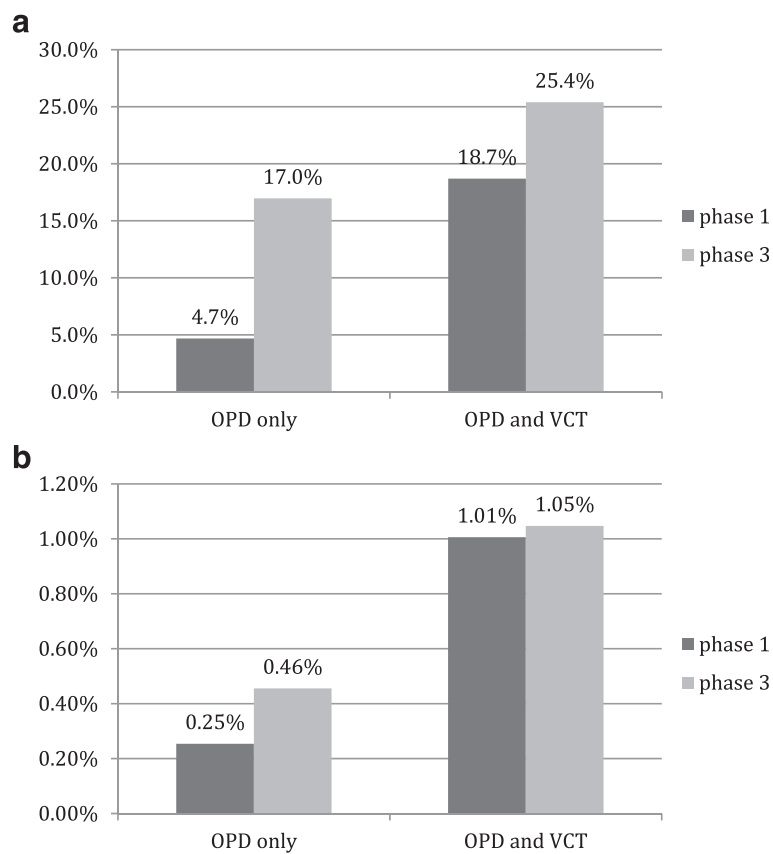 a
30.0%
25.0%
20.0%
15.0%
10.0%
5.0%
0.0%
4.7%
17.0%
18.7%
25.4%
OPD only
OPD and VCT
phase 1
phase 3
b
1.20%
1.00%
0.80%
0.60%
0.40%
0.20%
0.00%
0.25%
0.46%
1.01%
1.05%
OPD only
OPD and VCT
phase 1
phase 3